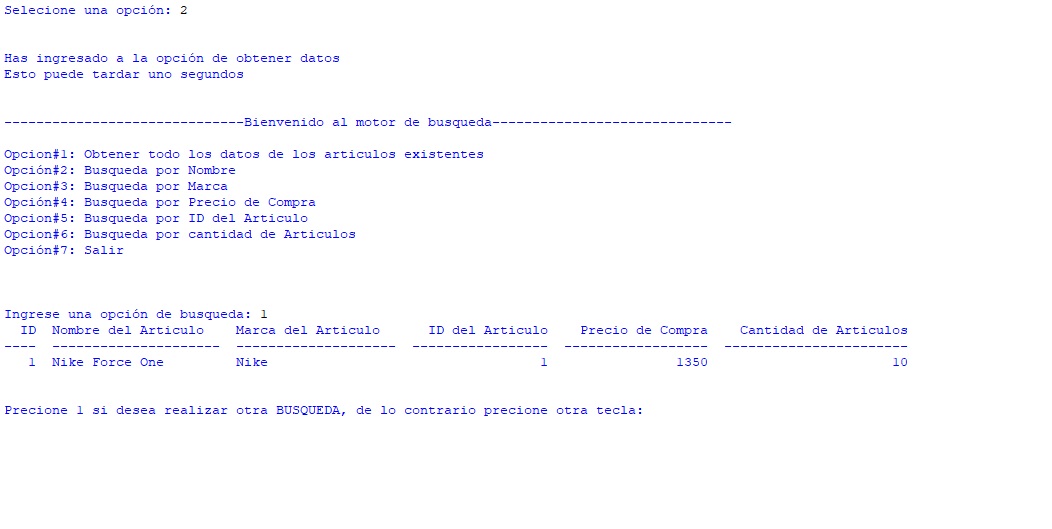 Selecione una opción: 2
Has ingresado a la opción de obtener datos
Esto puede tardar uno segundos
------------------------------Bienvenido al motor de busqueda------------------------------
Opcion#1: Obtener todo los datos de los articulos existentes
Opción#2: Busqueda por Nombre
Opcion#3: Busqueda por Marca
Opción#4: Busqueda por Precio de Compra
Opcion#5: Busqueda por ID del Articulo
Opcion#6: Busqueda por cantidad de Articulos
Opción#7: Salir
Ingrese una opción de busqueda: 1
ID Nombre del Articulo Marca del Articulo ID del Articulo Precio de Compra Cantidad de Articulos
---- --------------------- -------------------- ----------------- ------------------ -----------------------
1 Nike Force One Nike 1 1350 10
Precione 1 si desea realizar otra BUSQUEDA, de lo contrario precione otra tecla: